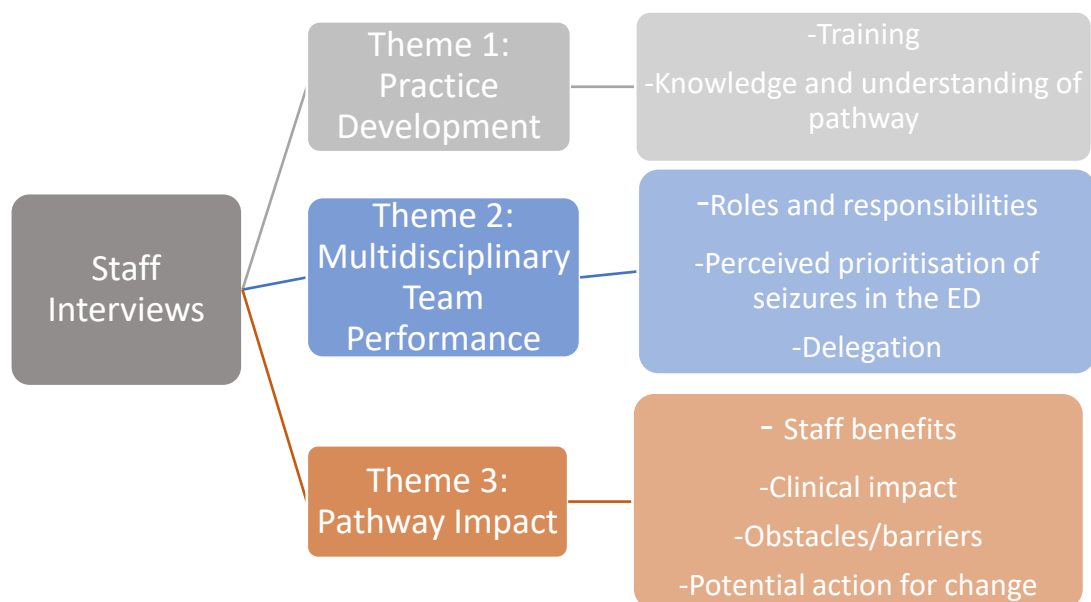 Staff
Interviews
Theme 1:
Practice
Development
-Training
-Knowledge and understanding of
pathway
Theme 2:
Multidisciplinary
Team
Performance
-Roles and responsibilities
-Perceived prioritisation of
seizures in the ED
-Delegation
Theme 3:
Pathway Impact
- Staff benefits
-Clinical impact
-Obstacles/barriers
-Potential action for change